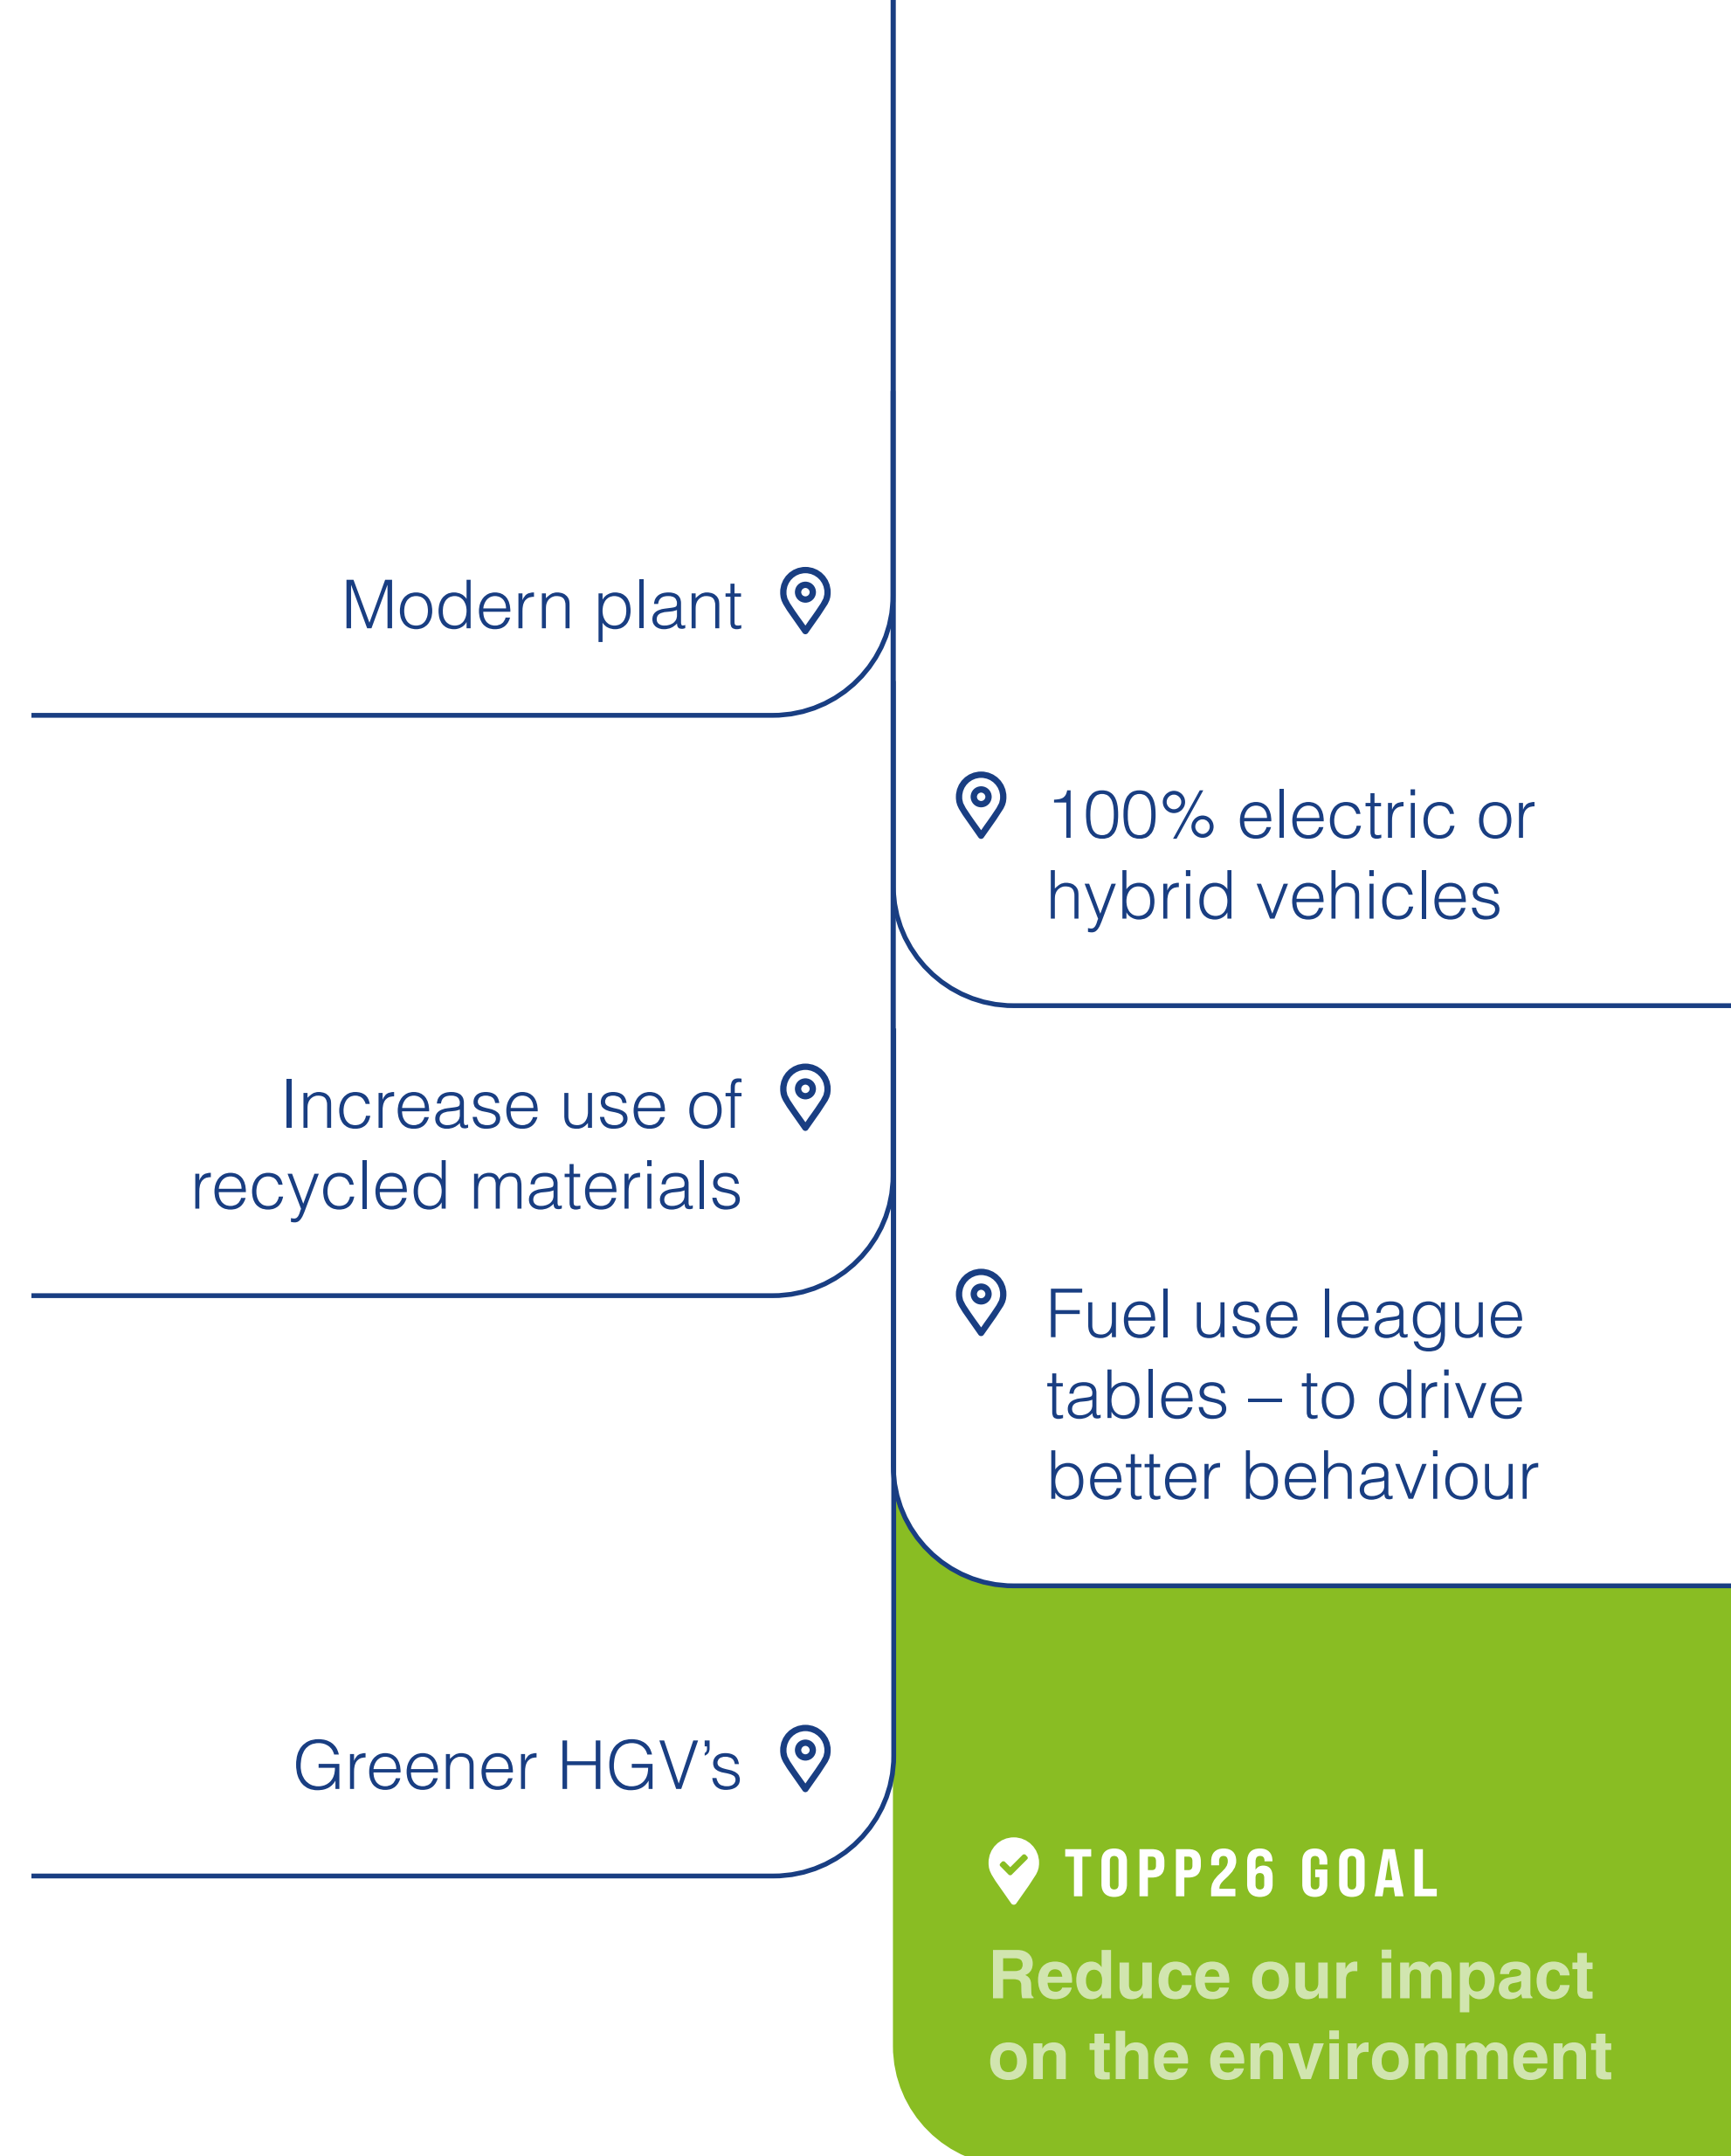 Modern plant
100% electric or
hybrid vehicles
Increase use of
recycled materials
Fuel use league
tables – to drive
better behaviour
Greener HGV’s
TOPP26 GOAL
Reduce our impact
on the environment